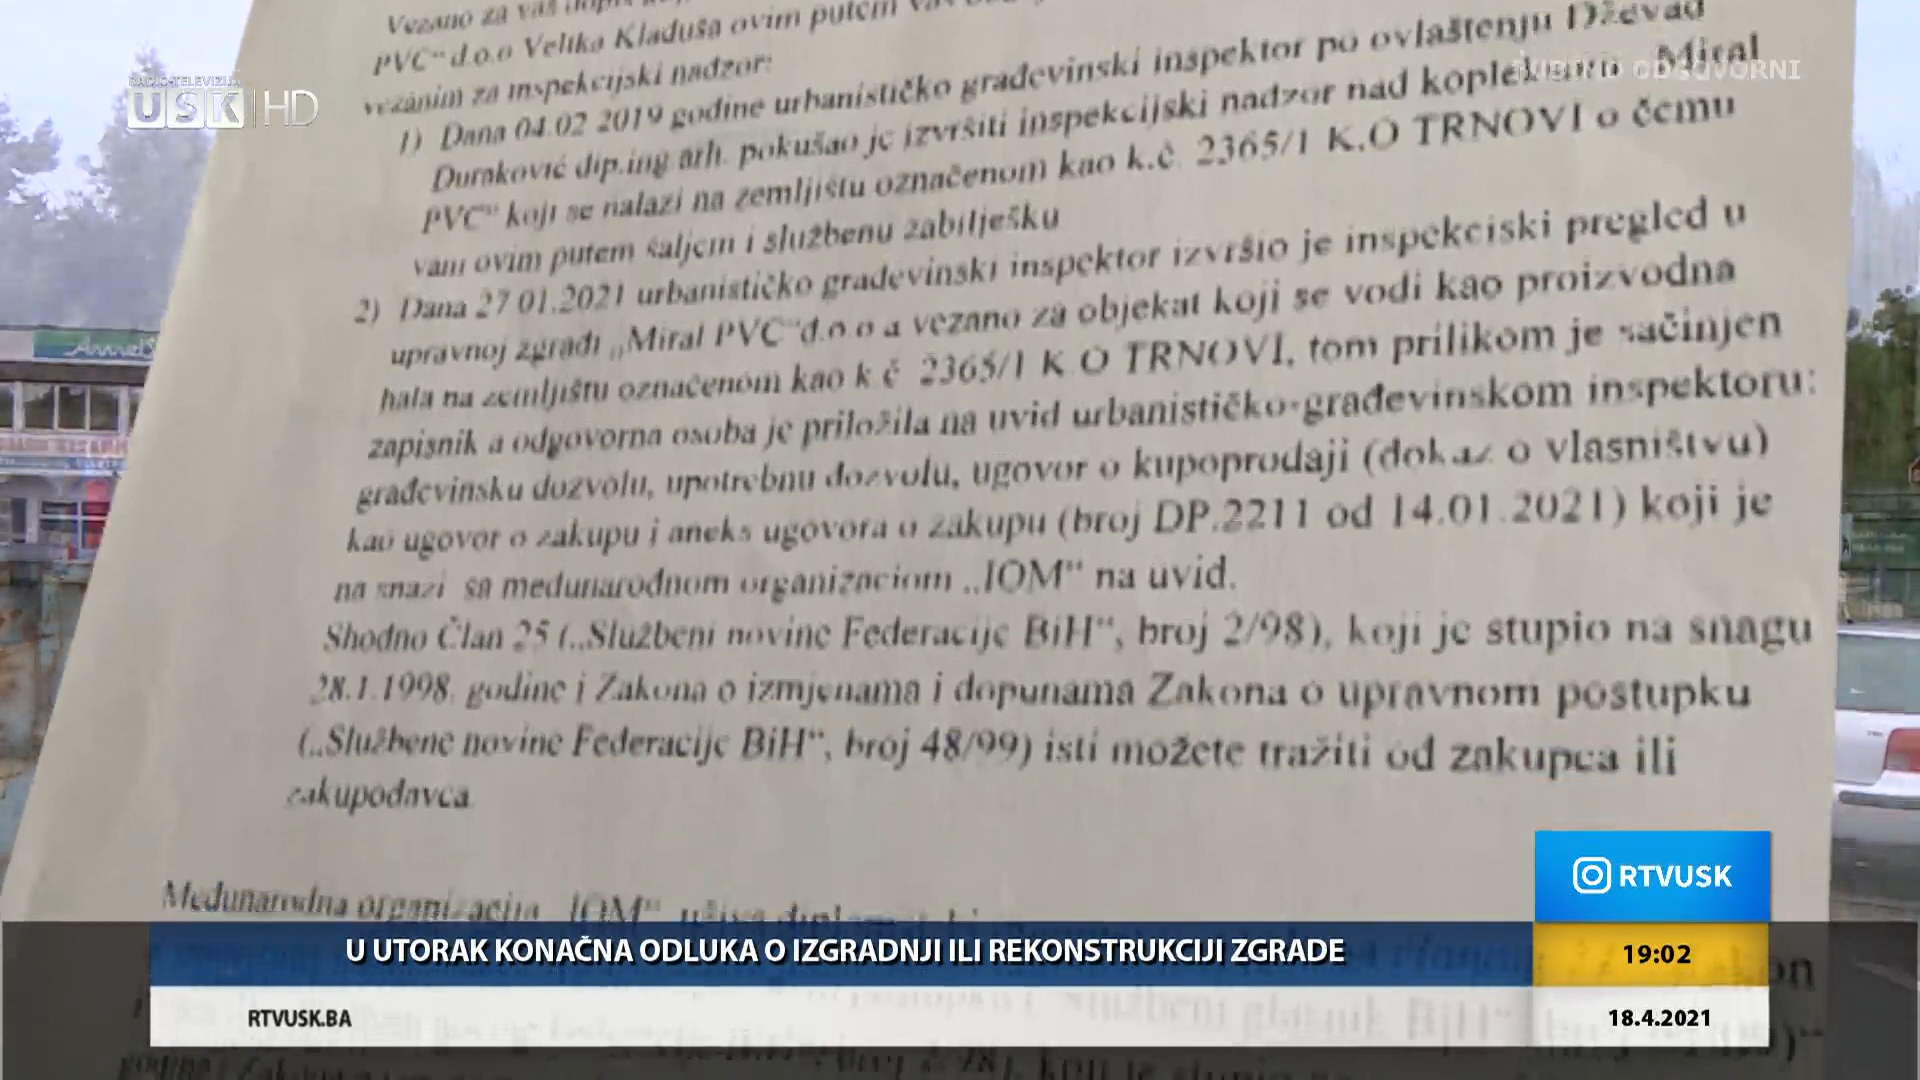 Vezano za vaš dopis
PVC“ d.o.o Velika Kladuša ovim putem
vezanim za inspekcijski nadzor:
1) Dana 04.02 2019 godine urbanističko građevinski inspektor po ovlaštenju Dževad
Duraković dip.ing arh. pokušao je izvršiti inspekcijski nadzor nad kopleksom „Miral
PVC“ koji se nalazi na zemljištu označenom kao k.č. 2365/1 K.O TRNOVI o čemu
vam ovim putem šaljem i službenu zabilješku
2) Dana 27 01.2021 urbanističko građevinski inspektor izvršio je inspekciski pregled u
upravnoj zgradi „Miral PVC“d.o.o a vezano za objekat koji se vodi kao proizvodna
hala na zemljištu označenom kao k č 2365/1 K O TRNOVI, tom prilikom je sačinjen
zapisnik a odgovorna osoba je priložila na uvid urbanističko-građevinskom inspektoru:
građevinsku dozvolu, upotrebnu dozvolu, ugovor o kupoprodaji (dokaz o vlasništvu)
kao ugovor o zakupu i aneks ugovora o zakupu (broj DP.2211 od 14.01.2021) koji je
na snazi sa međunarodnom organizaciom „IOM“ na uvid.
Shodno Član 25 („Službeni novine Federacije BiH“, broj 2/98), koji je stupio na snagu
28.1.1998. godine i Zakona o izmjenama i dopunama Zakona o upravnom postupku
(„Službene novine Federacije BiH“, broj 48/99) isti možete tražiti od zakupca ili
zakupodavca
Međunarodna organizacija „IOM“ uživa
RADIO-TELEVIZIJA
USK HD
ODGOVORNI
RTVUSK
U UTORAK KONAČNA ODLUKA O IZGRADNJI ILI REKONSTRUKCIJI ZGRADE
19:02
RTVUSK.BA
18.4.2021